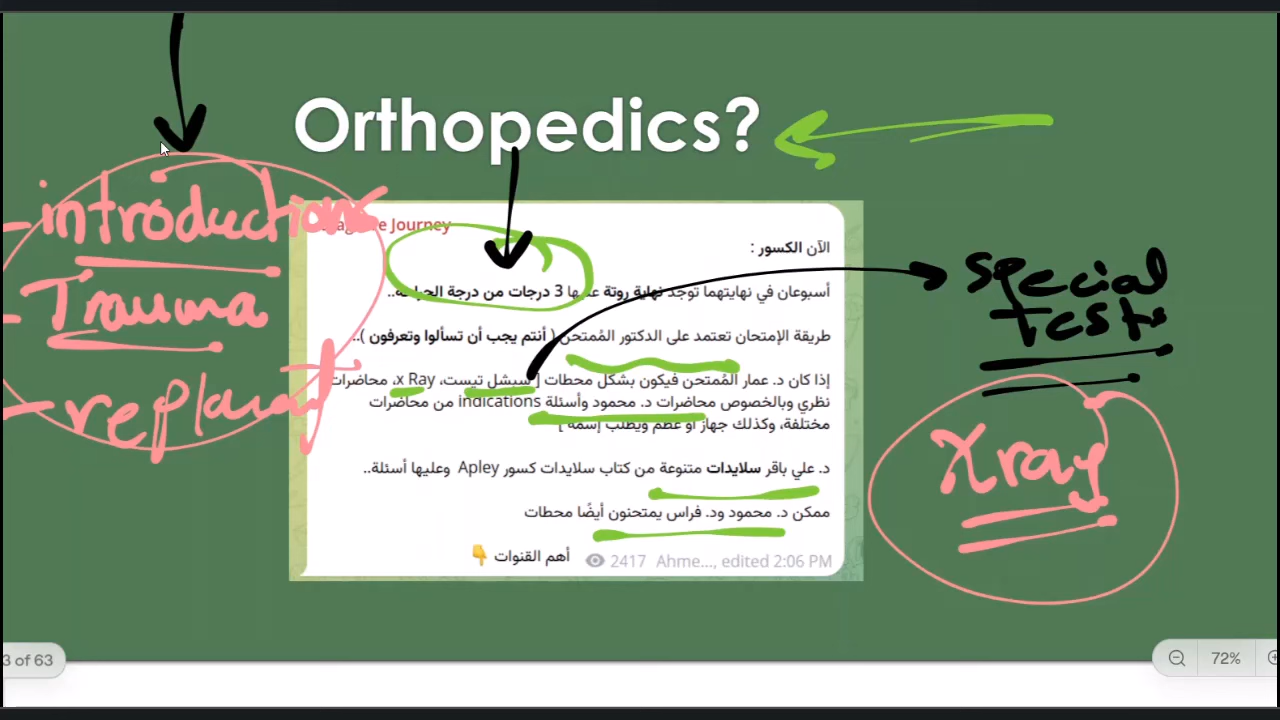 Orthopedics?
introductions
Trauma
Journey
الآن الكسور :
أسبوعان في نهايتهما توجد نهاية روتة عليها 3 درجات من درجة الجراحة..
طريقة الإمتحان تعتمد على الدكتور المُمتحن ( أنتم يجب أن تسألوا وتعرفون )..
إذا كان د. عمار المُمتحن فيكون بشكل محطات [ سبشل تيست، x Ray، محاضرات
نظري وبالخصوص محاضرات د. محمود وأسئلة indications من محاضرات
مختلفة، وكذلك جهاز أو عظم ويطلب إسمه ]
د. علي باقر سلايدات متنوعة من كتاب سلايدات كسور Apley وعليها أسئلة..
ممكن د. محمود ود. فراس يمتحنون أيضًا محطات
أهم القنوات 👇
2417 Ahme..., edited 2:06 PM
special
tests
X ray
3 of 63
72%